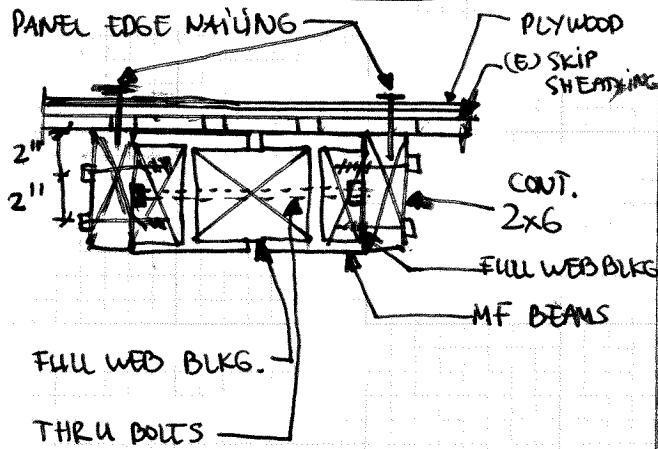 PANEL EDGE NAILING
PLYWOOD
(E) SKIP
SHEATHING
2"
2"
CONT.
2x6
FULL WEB BLKG
MF BEAMS
FULL WEB BLKG.
THRU BOLTS